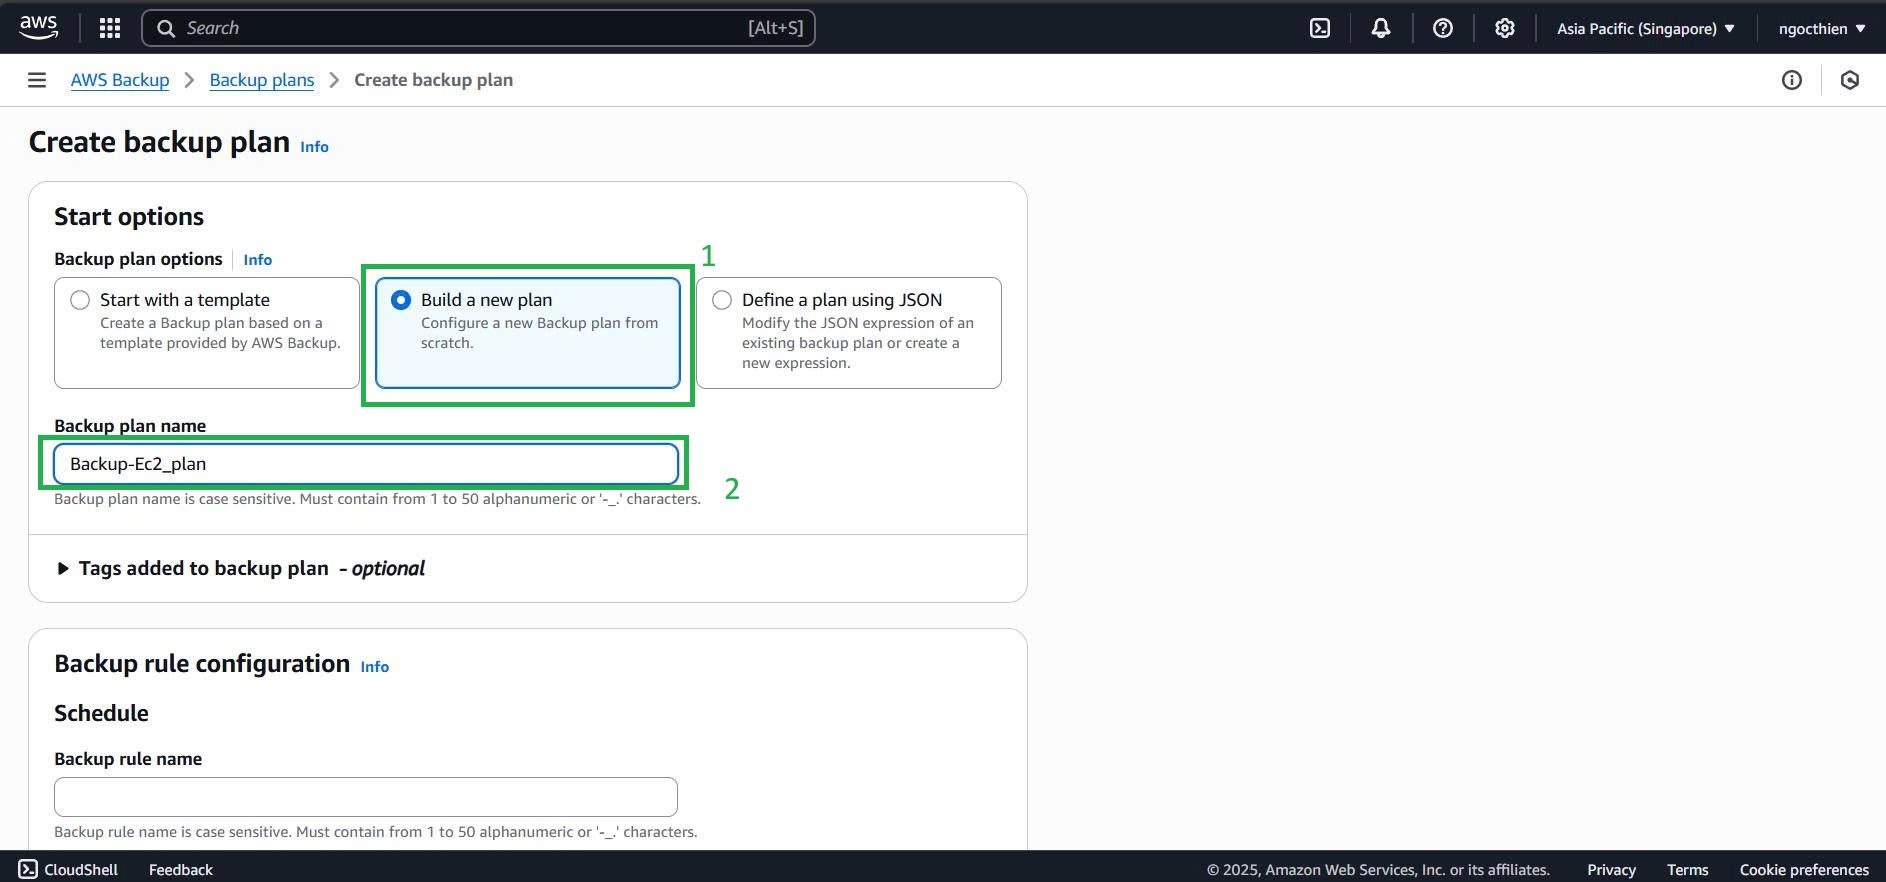 aws
Search [Alt+S]
Asia Pacific (Singapore)
ngocthien
AWS Backup > Backup plans > Create backup plan
Create backup plan Info
Start options
Backup plan options Info
1
Start with a template
Create a Backup plan based on a
template provided by AWS Backup.
Build a new plan
Configure a new Backup plan from
scratch.
Define a plan using JSON
Modify the JSON expression of an
existing backup plan or create a
new expression.
Backup plan name
Backup-Ec2_plan
2
Backup plan name is case sensitive. Must contain from 1 to 50 alphanumeric or '-_.' characters.
Tags added to backup plan - optional
Backup rule configuration Info
Schedule
Backup rule name
Backup rule name is case sensitive. Must contain from 1 to 50 alphanumeric or '-_.' characters.
CloudShell Feedback
© 2025, Amazon Web Services, Inc. or its affiliates. Privacy Terms Cookie preferences